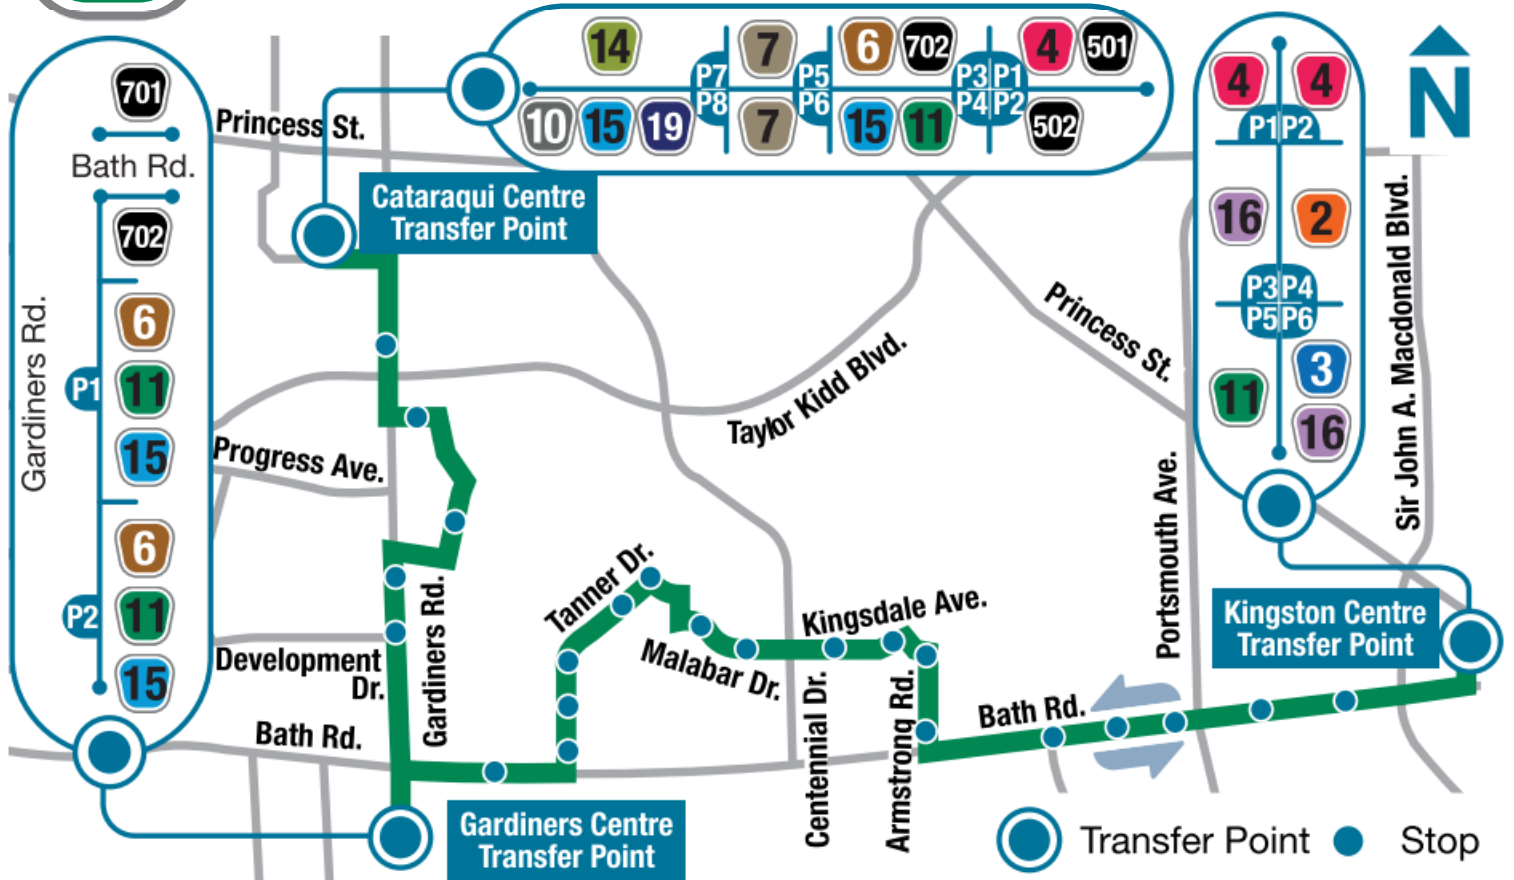 701
Bath Rd.
702
6
P1
11
15
6
P2
11
15
Gardiners Rd.
Princess St.
14
7
6
702
4
501
P7
P8
P5
P6
P3 P1
P4 P2
10
15
19
7
15
11
502
Cataraqui Centre
Transfer Point
4
4
P1 P2
16
2
P3 P4
P5 P6
11
3
16
N
Sir John A. Macdonald Blvd.
Princess St.
Taylor Kidd Blvd.
Progress Ave.
Portsmouth Ave.
Tanner Dr.
Kingsdale Ave.
Malabar Dr.
Kingston Centre
Transfer Point
Development
Dr.
Gardiners Rd.
Bath Rd.
Centennial Dr.
Armstrong Rd.
Bath Rd.
Gardiners Centre
Transfer Point
Transfer Point
Stop